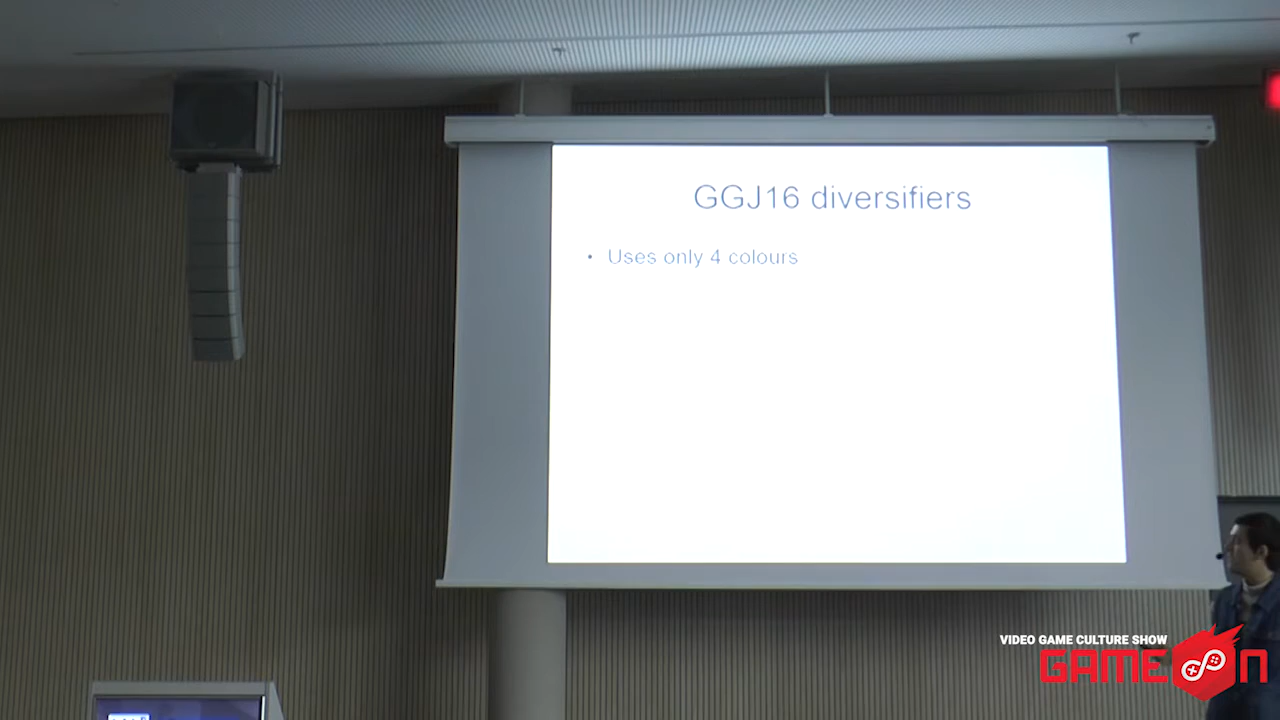 GGJ16 diversifiers
• Uses only 4 colours
VIDEO GAME CULTURE SHOW
GAME ON